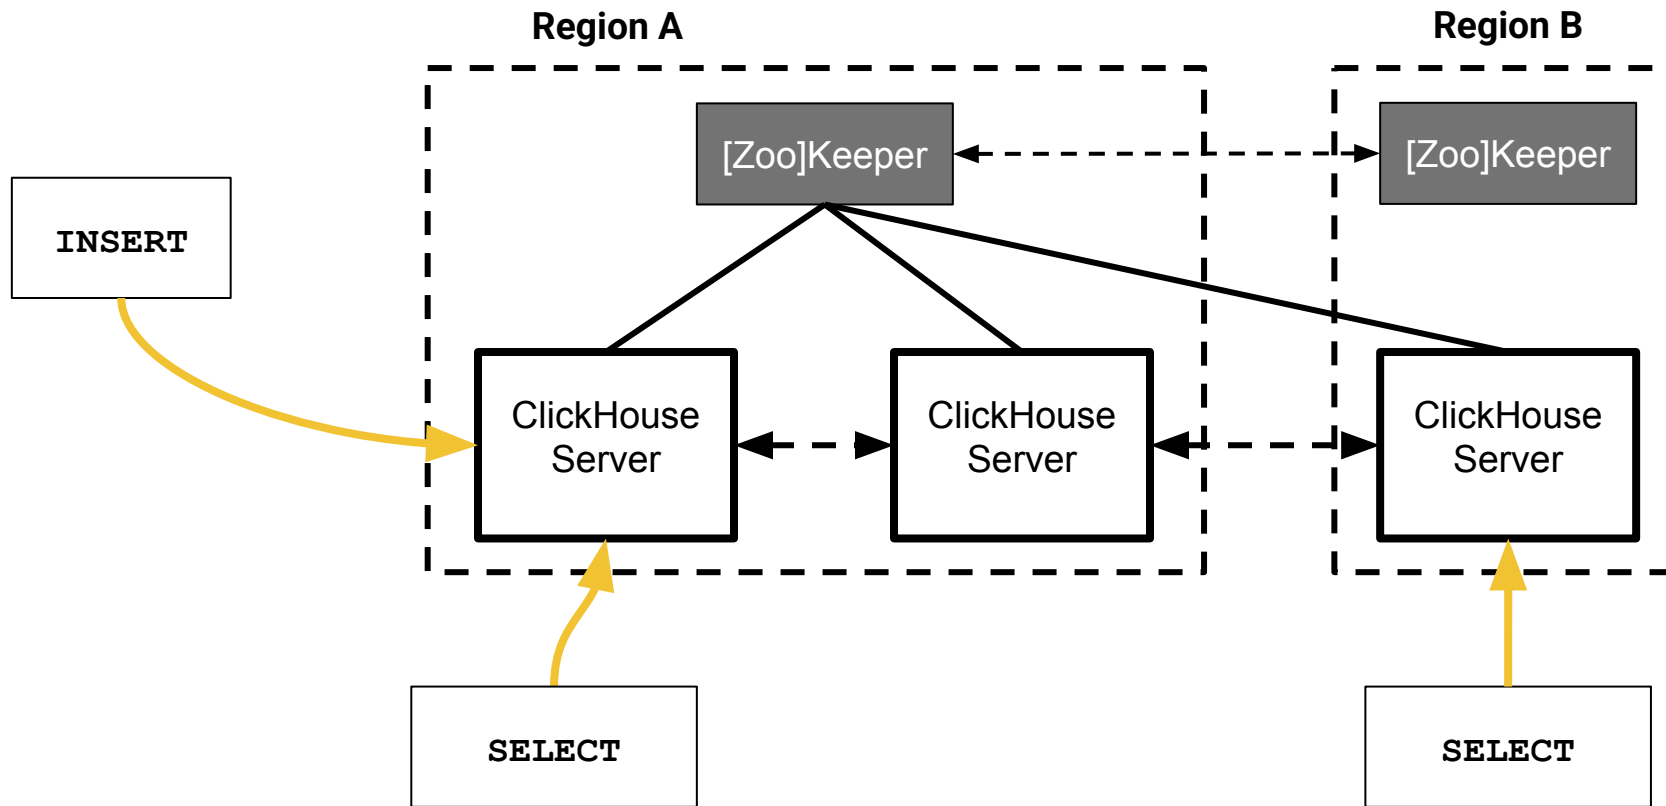 Region A
Region B
[Zoo]Keeper
[Zoo]Keeper
INSERT
ClickHouse
Server
ClickHouse
Server
ClickHouse
Server
SELECT
SELECT